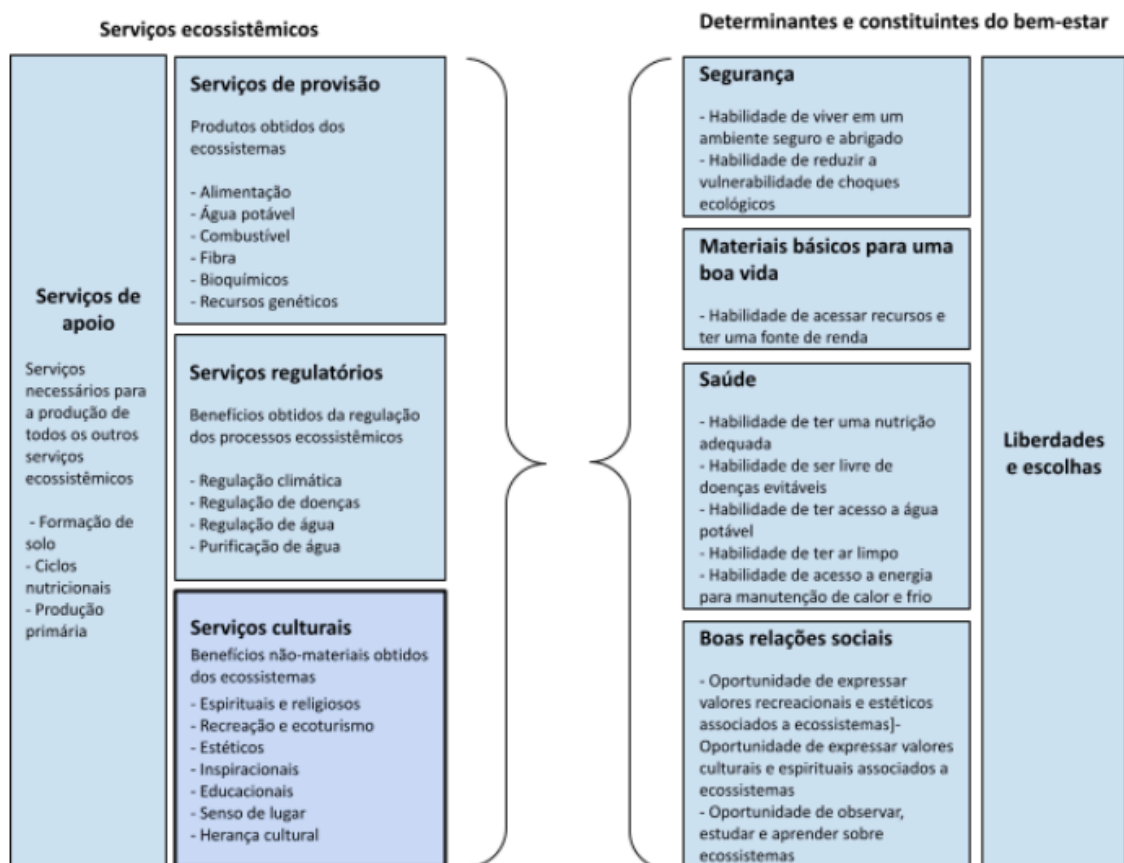 Serviços ecossistêmicos
Serviços de
apoio
Serviços
necessários para
a produção de
todos os outros
serviços
ecossistêmicos
- Formação de
solo
- Ciclos
nutricionais
- Produção
primária
Serviços de provisão
Produtos obtidos dos
ecossistemas
- Alimentação
- Água potável
- Combustível
- Fibra
- Bioquímicos
- Recursos genéticos
Serviços regulatórios
Benefícios obtidos da regulação
dos processos ecossistêmicos
- Regulação climática
- Regulação de doenças
- Regulação de água
- Purificação de água
Serviços culturais
Benefícios não-materiais obtidos
dos ecossistemas
- Espirituais e religiosos
- Recreação e ecoturismo
- Estéticos
- Inspiracionais
- Educacionais
- Senso de lugar
- Herança cultural
Determinantes e constituintes do bem-estar
Segurança
- Habilidade de viver em um
ambiente seguro e abrigado
- Habilidade de reduzir a
vulnerabilidade de choques
ecológicos
Materiais básicos para uma
boa vida
- Habilidade de acessar recursos e
ter uma fonte de renda
Saúde
- Habilidade de ter uma nutrição
adequada
- Habilidade de ser livre de
doenças evitáveis
- Habilidade de ter acesso a água
potável
- Habilidade de ter ar limpo
- Habilidade de acesso a energia
para manutenção de calor e frio
Boas relações sociais
- Oportunidade de expressar
valores recreacionais e estéticos
associados a ecossistemas]-
Oportunidade de expressar valores
culturais e espirituais associados a
ecossistemas
- Oportunidade de observar,
estudar e aprender sobre
ecossistemas
Liberdades
e escolhas